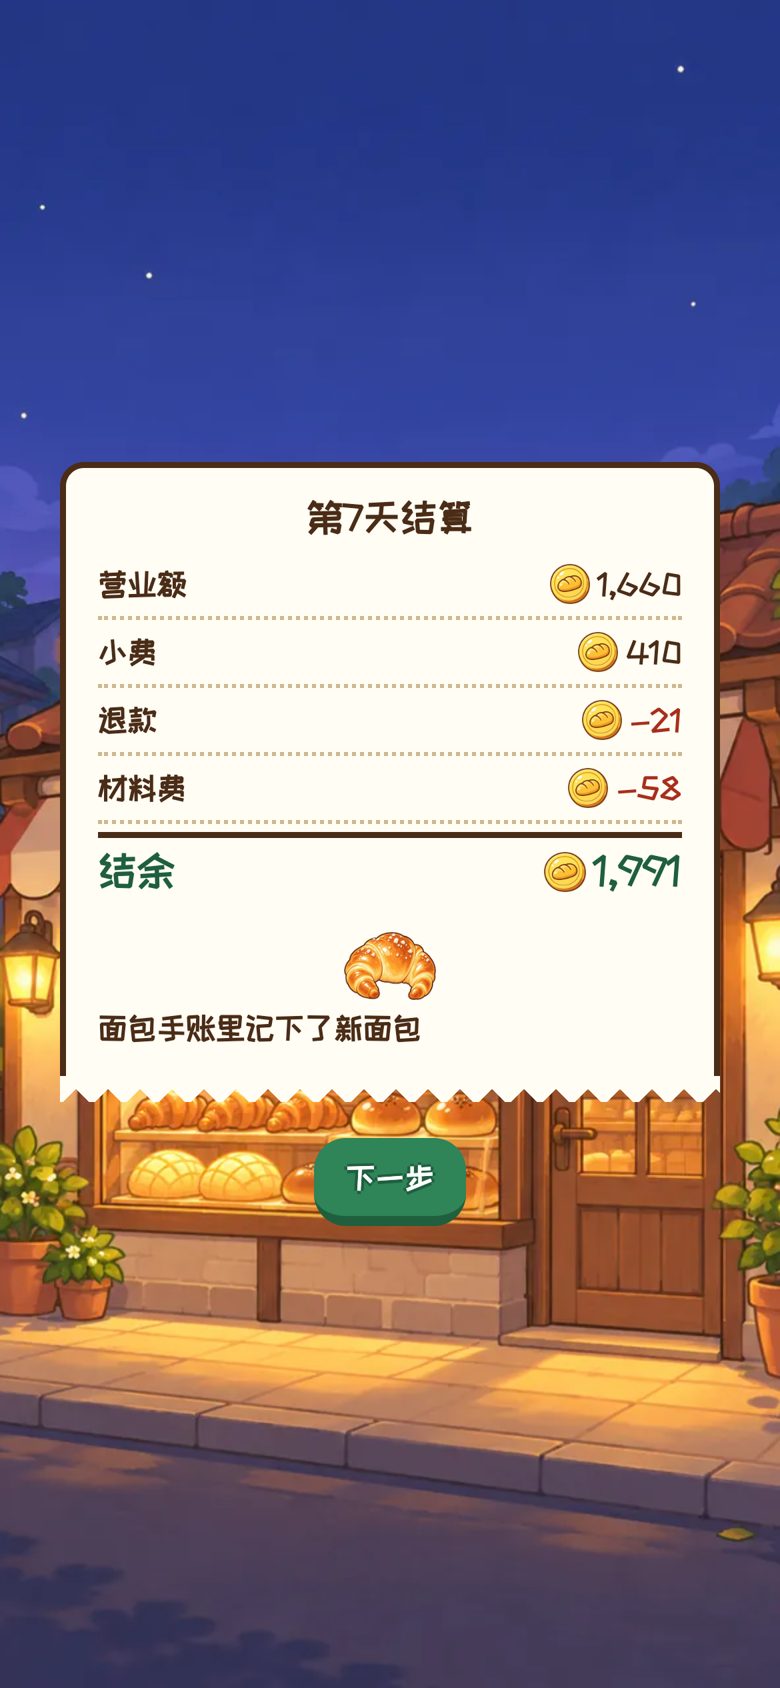 第7天结算
营业额 1,660
小费 410
退款 -21
材料费 -58
结余 1,991
面包手账里记下了新面包
下一步